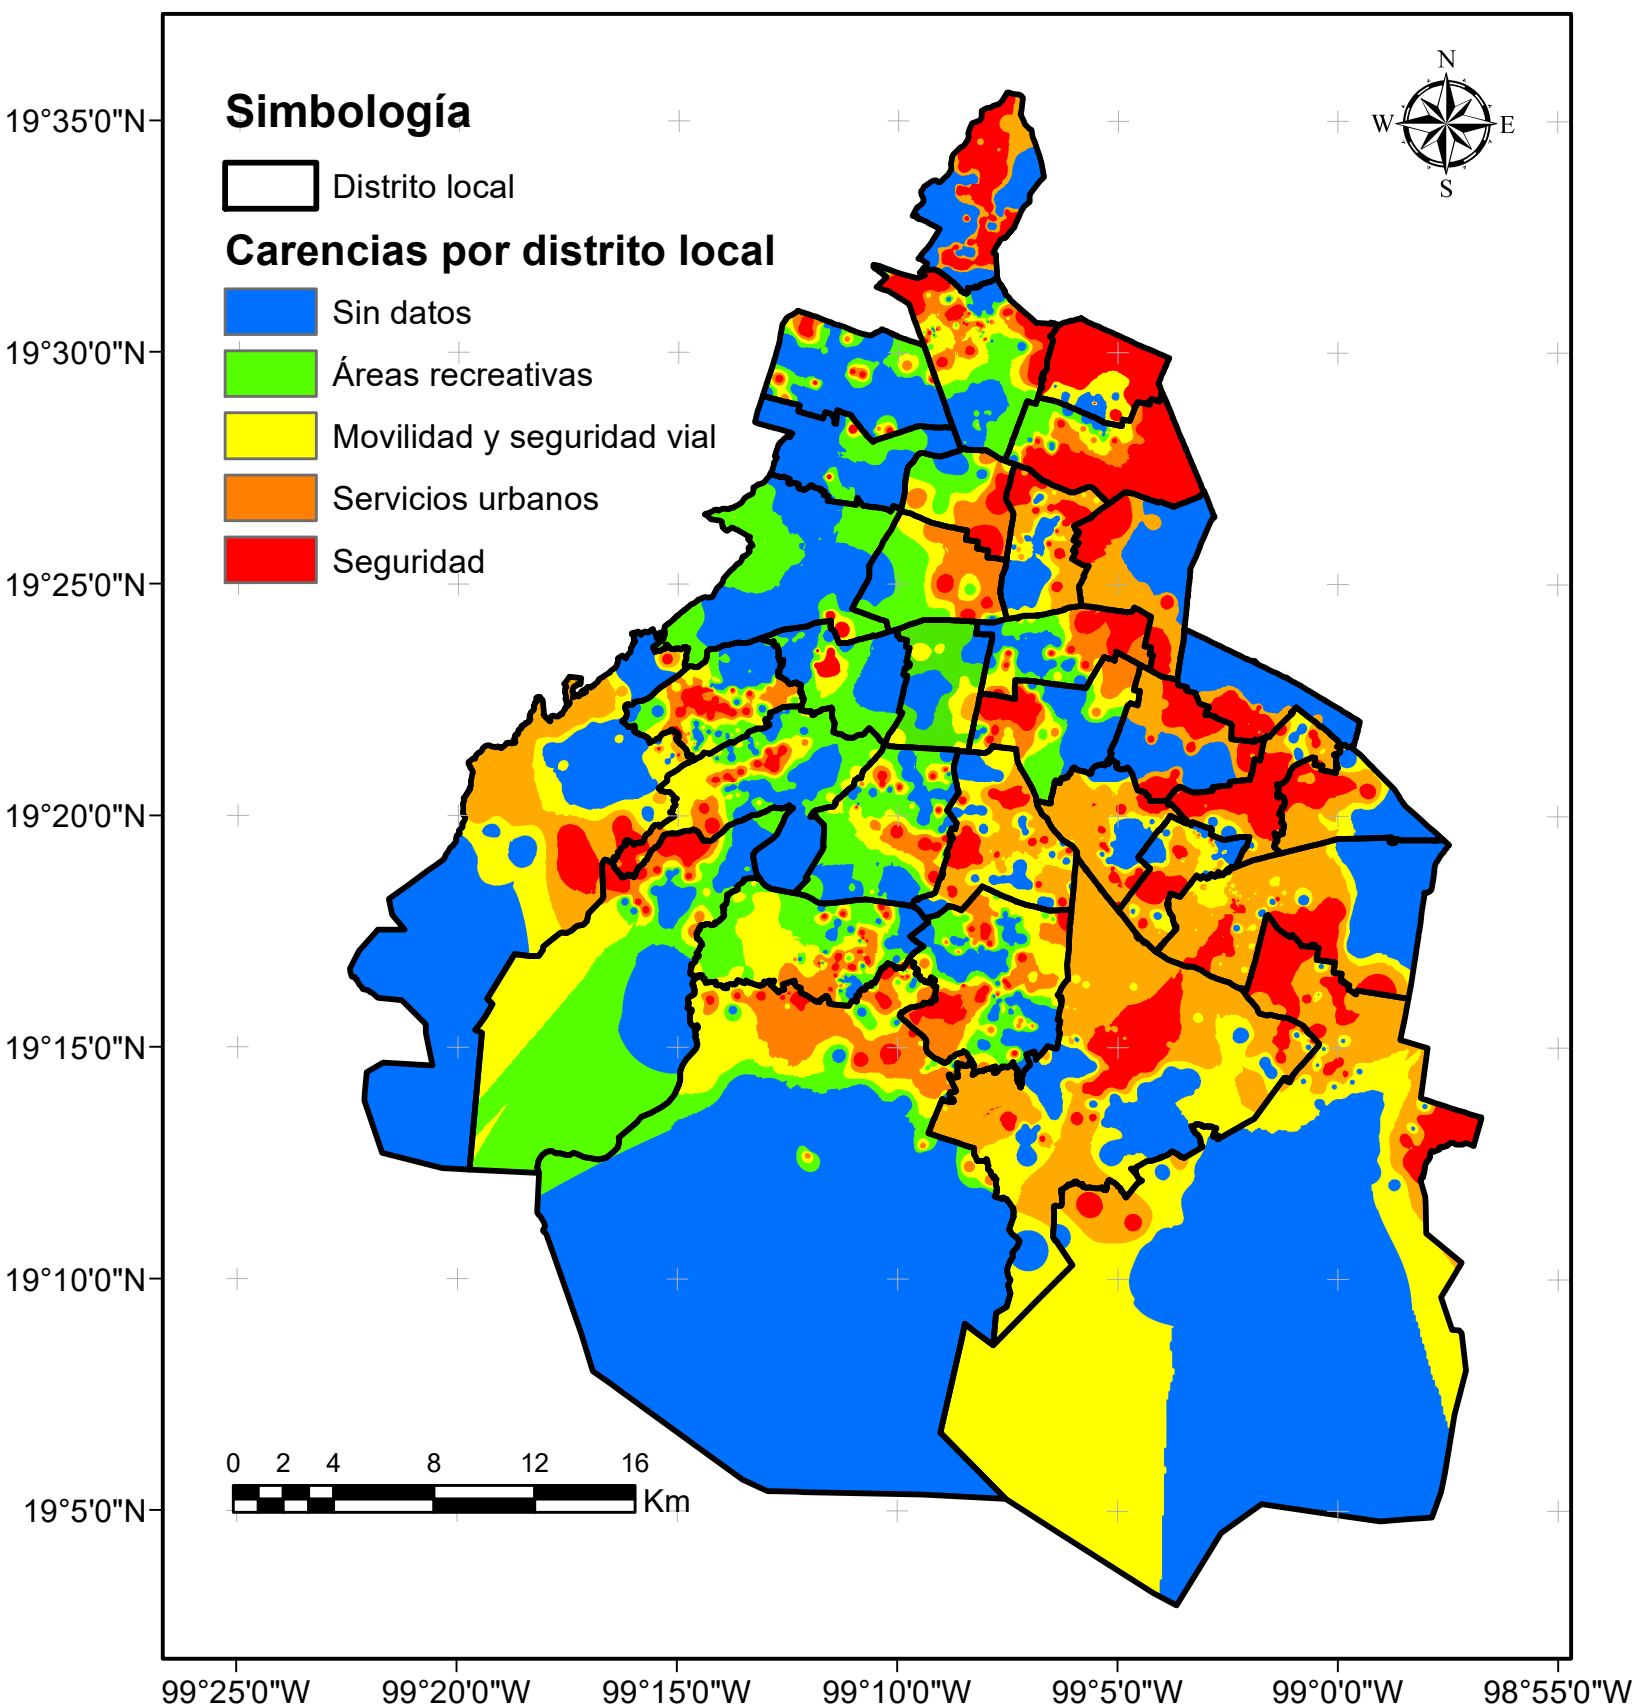 N
W E
S
Simbología
Distrito local
Carencias por distrito local
Sin datos
Áreas recreativas
Movilidad y seguridad vial
Servicios urbanos
Seguridad
19°35'0"N
19°30'0"N
19°25'0"N
19°20'0"N
19°15'0"N
19°10'0"N
19°5'0"N
0 2 4 8 12 16
Km
99°25'0"W 99°20'0"W 99°15'0"W 99°10'0"W 99°5'0"W 99°0'0"W 98°55'0"W